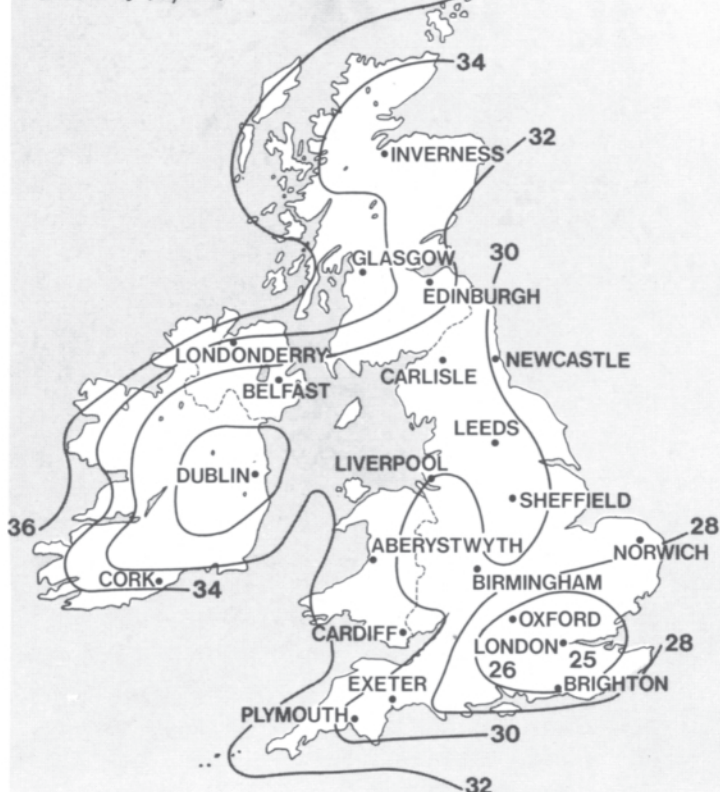 34
32
INVERNESS
30
GLASGOW
EDINBURGH
LONDONDERRY
NEWCASTLE
CARLISLE
BELFAST
LEEDS
LIVERPOOL
DUBLIN
SHEFFIELD
36
28
NORWICH
ABERYSTWYTH
BIRMINGHAM
CORK
34
OXFORD
CARDIFF
LONDON
28
25
26
EXETER
BRIGHTON
PLYMOUTH
30
32